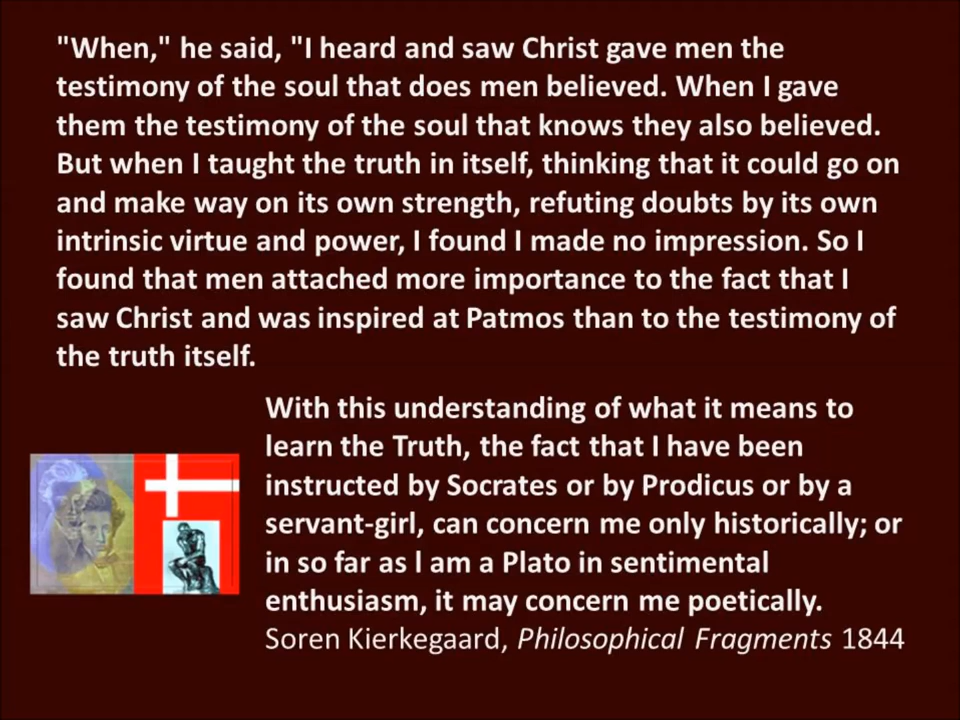 "When," he said, "I heard and saw Christ gave men the
testimony of the soul that does men believed. When I gave
them the testimony of the soul that knows they also believed.
But when I taught the truth in itself, thinking that it could go on
and make way on its own strength, refuting doubts by its own
intrinsic virtue and power, I found I made no impression. So I
found that men attached more importance to the fact that I
saw Christ and was inspired at Patmos than to the testimony of
the truth itself.
With this understanding of what it means to
learn the Truth, the fact that I have been
instructed by Socrates or by Prodicus or by a
servant-girl, can concern me only historically; or
in so far as l am a Plato in sentimental
enthusiasm, it may concern me poetically.
Soren Kierkegaard, Philosophical Fragments 1844